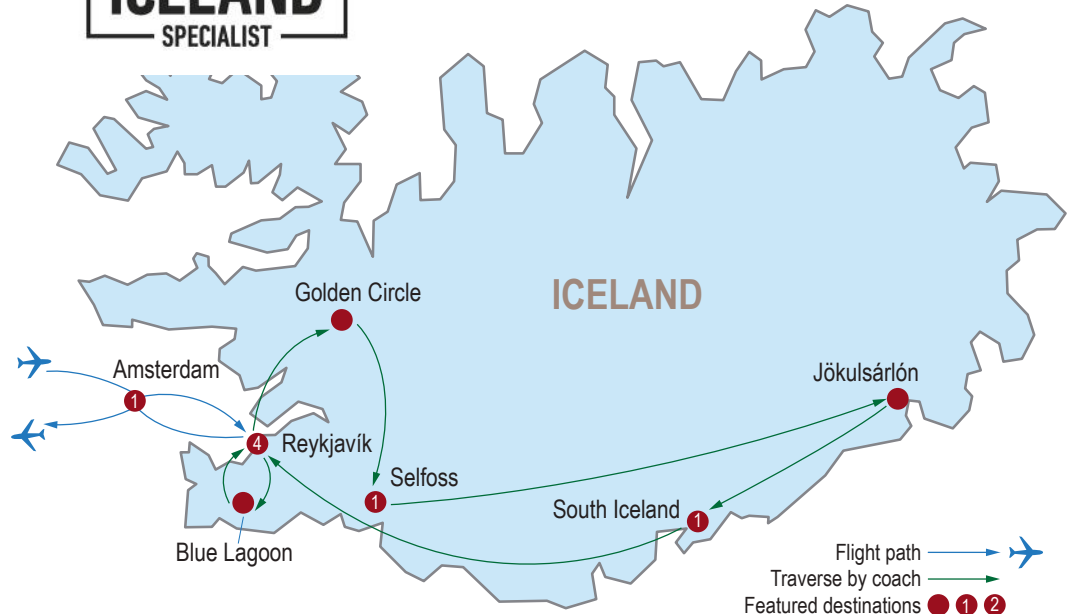 ICELAND
SPECIALIST
Golden Circle
ICELAND
Amsterdam
1
Jökulsárlón
4
Reykjavík
Selfoss
1
South Iceland
1
Blue Lagoon
Flight path
Traverse by coach
Featured destinations 1 2